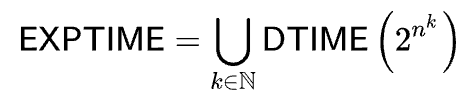 EXPTIME = ⋃_{k∈ℕ} DTIME(2^{n^k})